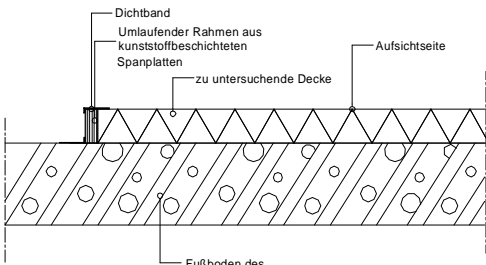 Dichtband
Umlaufender Rahmen aus
kunststoffbeschichteten
Spanplatten
Aufsichtseite
zu untersuchende Decke
Fußboden des